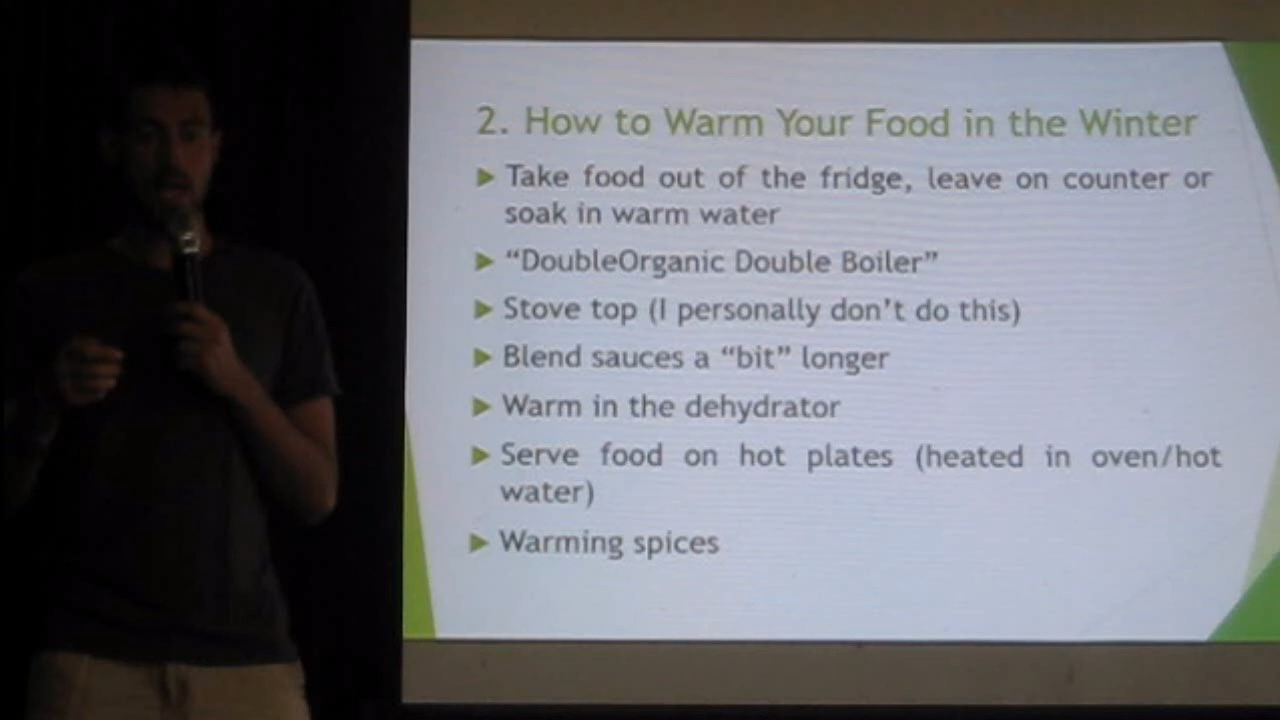 2. How to Warm Your Food in the Winter
Take food out of the fridge, leave on counter or
soak in warm water
“DoubleOrganic Double Boiler”
Stove top (I personally don’t do this)
Blend sauces a “bit” longer
Warm in the dehydrator
Serve food on hot plates (heated in oven/hot
water)
Warming spices